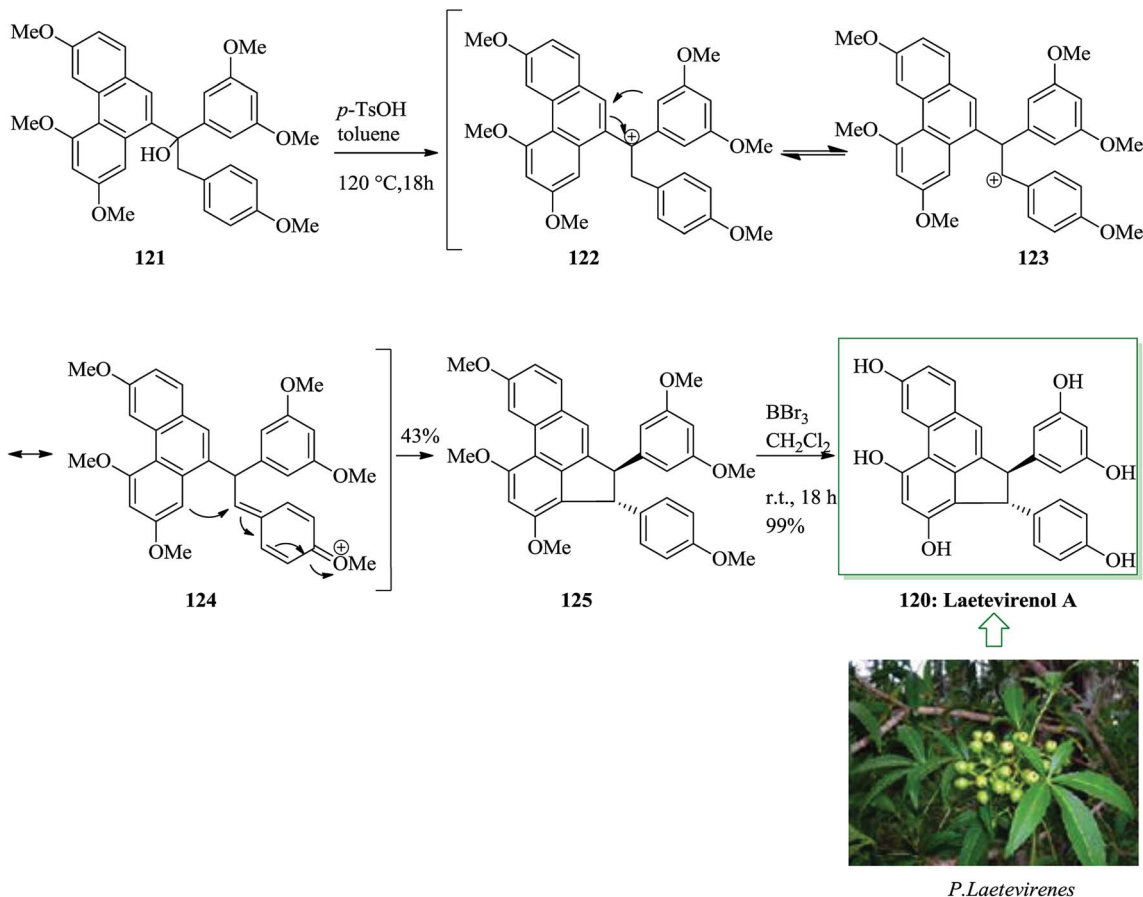 MeO
OMe
MeO
HO
OMe
OMe
OMe
121
p-TsOH
toluene
120 °C,18h
MeO
OMe
MeO
OMe
OMe
OMe
122
MeO
OMe
MeO
OMe
OMe
OMe
123
MeO
OMe
MeO
OMe
OMe
OMe
124
43%
MeO
OMe
MeO
OMe
OMe
OMe
125
BBr3
CH2Cl2
r.t., 18 h
99%
HO
OH
HO
OH
OH
OH
120: Laetevirenol A
P.Laetevirenes